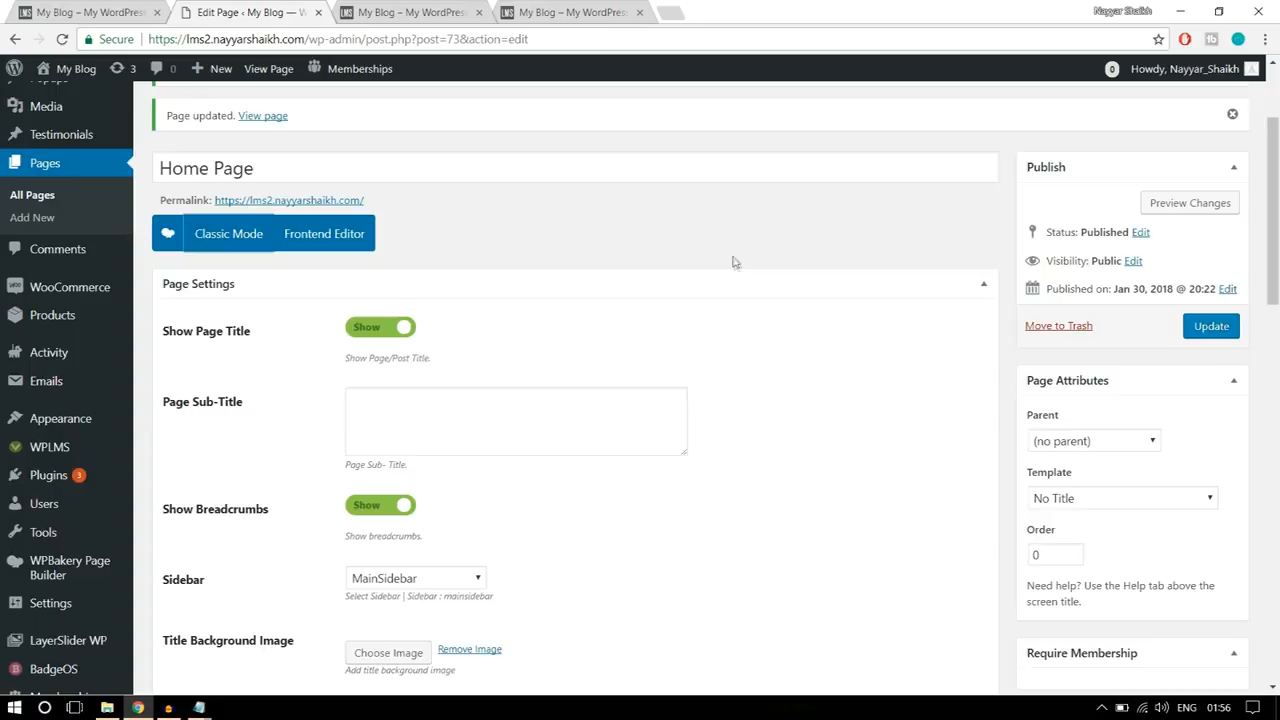 My Blog – My WordPress
Edit Page ‹ My Blog — W
My Blog – My WordPress
My Blog – My WordPress
Nayyar Shaikh
Secure
https://lms2.nayyarshaikh.com/wp-admin/post.php?post=73&action=edit
My Blog
3
0
New
View Page
Memberships
0
Howdy, Nayyar_Shaikh
Media
Testimonials
Pages
All Pages
Add New
Comments
WooCommerce
Products
Activity
Emails
Appearance
WPLMS
Plugins 3
Users
Tools
WPBakery Page
Builder
Settings
LayerSlider WP
BadgeOS
Page updated. View page
Home Page
Permalink: https://lms2.nayyarshaikh.com/
Classic Mode
Frontend Editor
Page Settings
Show Page Title
Show
Show Page/Post Title.
Page Sub-Title
Page Sub- Title.
Show Breadcrumbs
Show
Show breadcrumbs.
Sidebar
MainSidebar
Select Sidebar | Sidebar : mainsidebar
Title Background Image
Choose Image
Remove Image
Add title background image
Publish
Preview Changes
Status: Published Edit
Visibility: Public Edit
Published on: Jan 30, 2018 @ 20:22 Edit
Move to Trash
Update
Page Attributes
Parent
(no parent)
Template
No Title
Order
0
Need help? Use the Help tab above the
screen title.
Require Membership
ENG
01:56